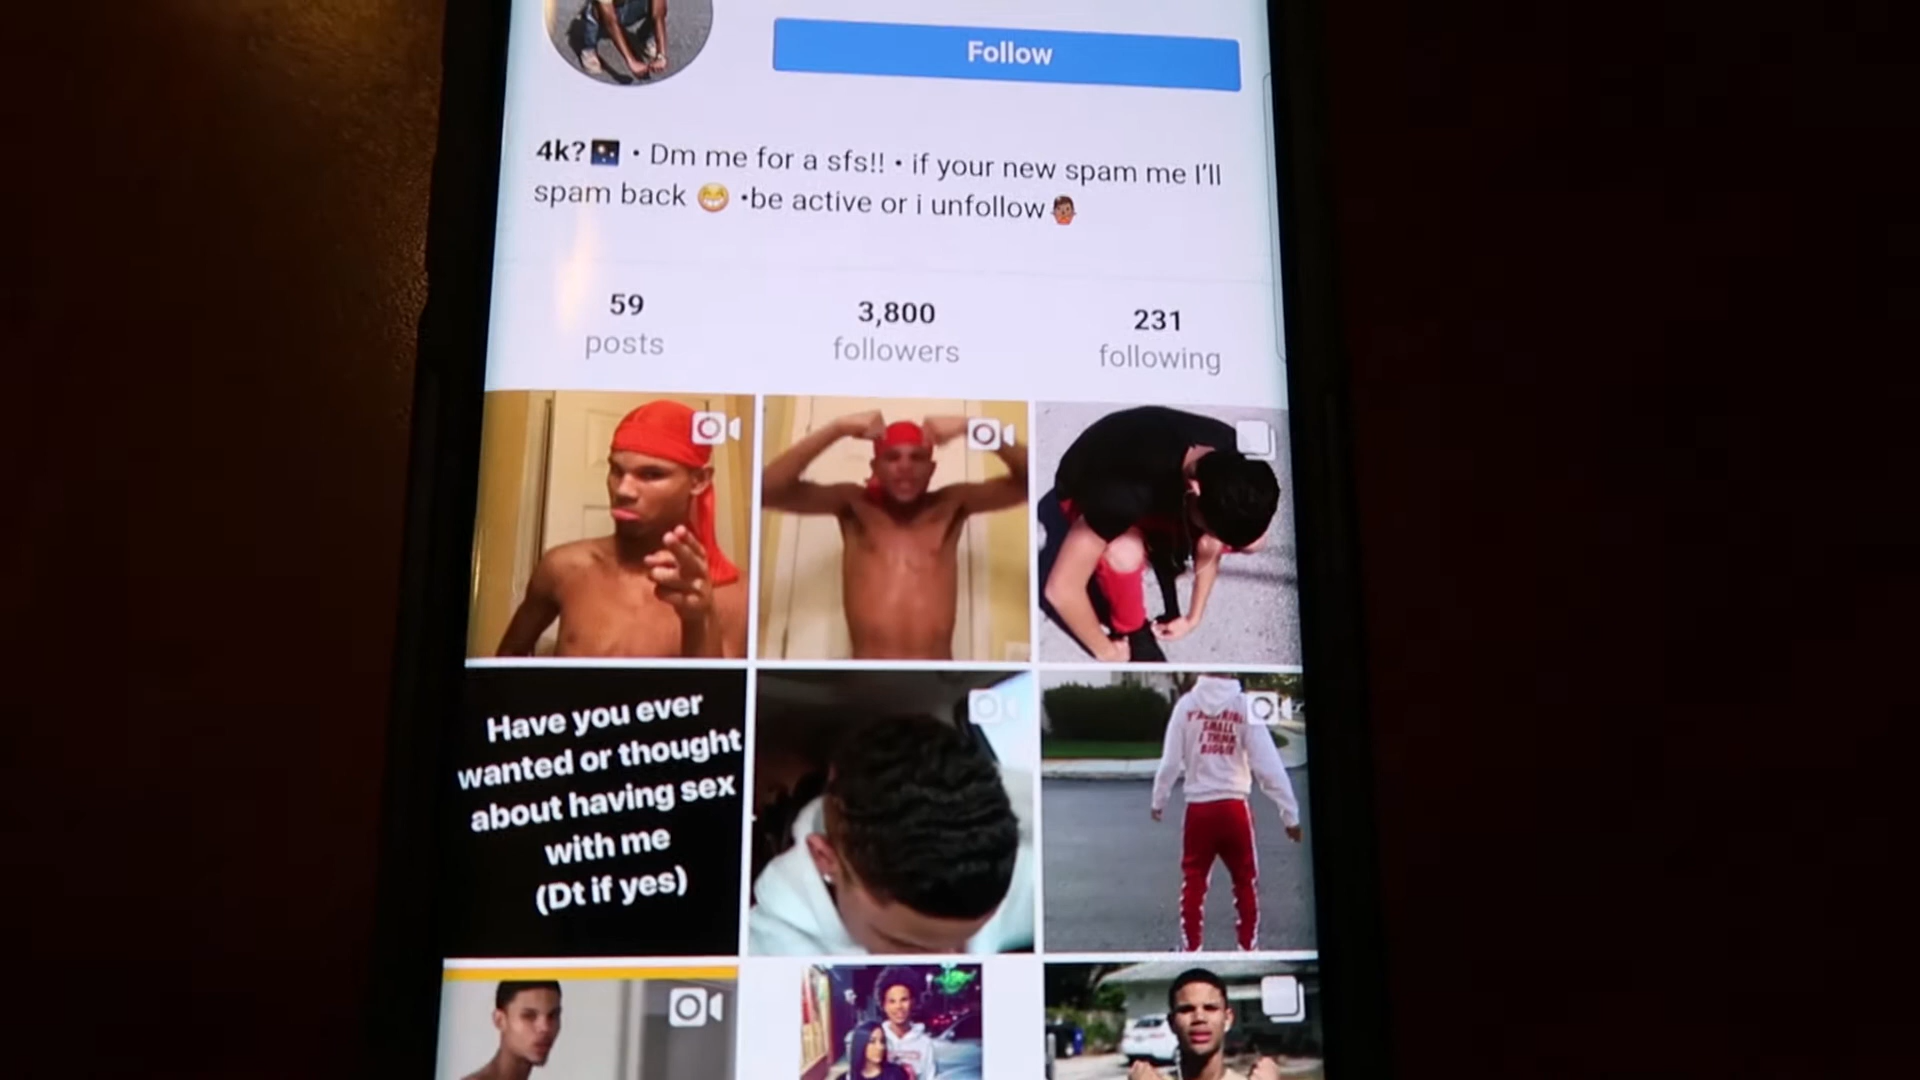 Follow
4k?🌃 • Dm me for a sfs!! • if your new spam me I'll
spam back 😁 •be active or i unfollow🤷🏾‍♂️
59
posts
3,800
followers
231
following
Have you ever
wanted or thought
about having sex
with me
(Dt if yes)
SMALL
I THINK